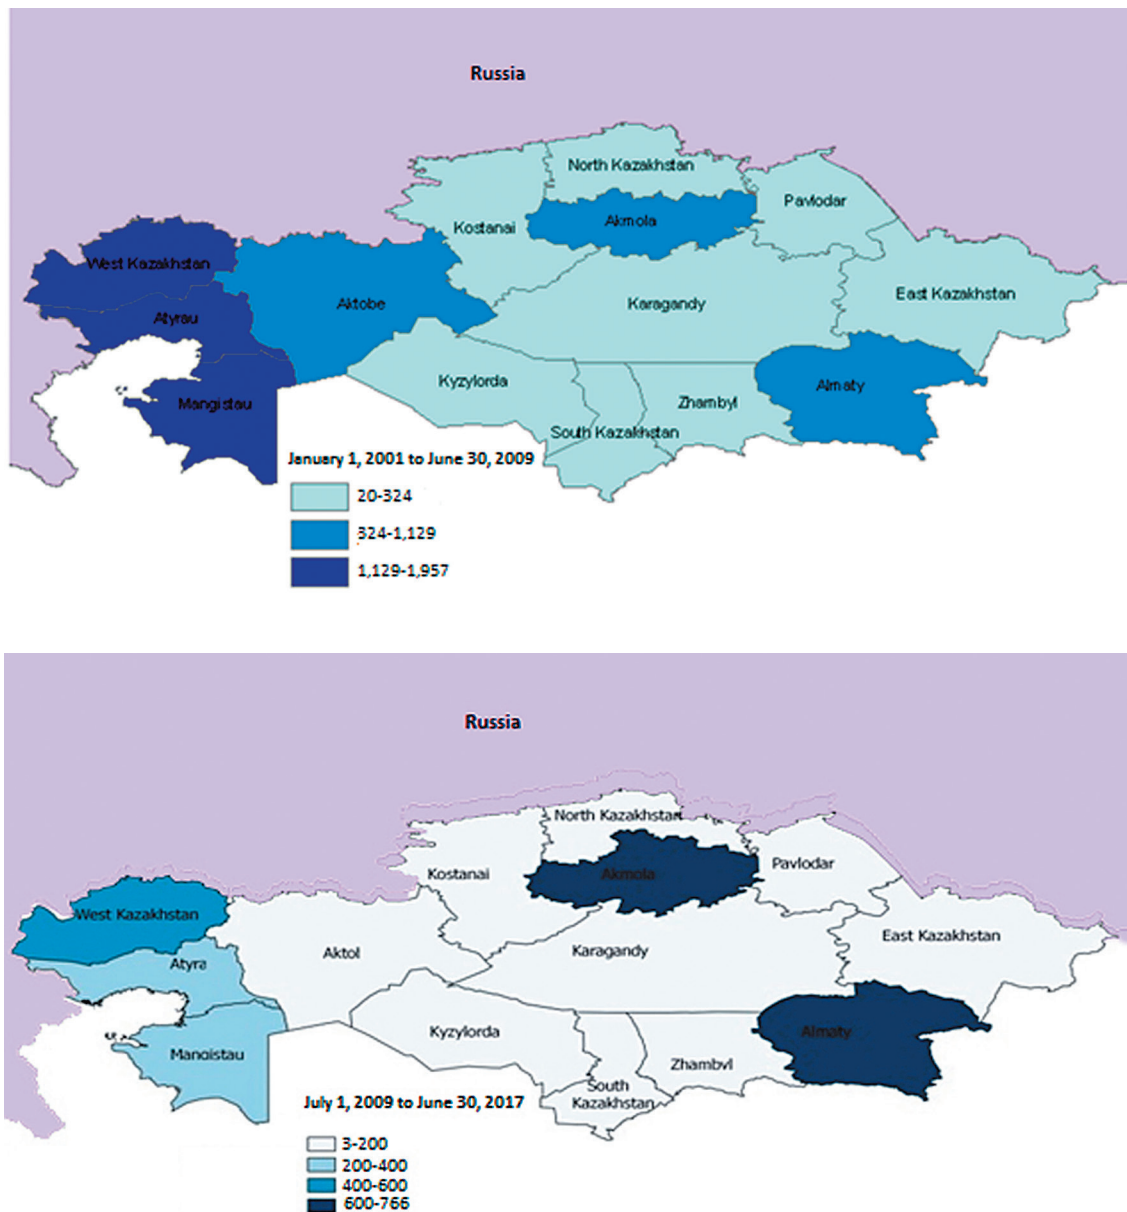 Russia
North Kazakhstan
Pavlodar
Kostanai
Akmola
West Kazakhstan
East Kazakhstan
Aktobe
Karagandy
Atyrau
Kyzylorda
Almaty
Mangistau
Zhambyl
South Kazakhstan
January 1, 2001 to June 30, 2009
20-324
324-1,129
1,129-1,957
Russia
North Kazakhstan
Pavlodar
Kostanai
Akmola
West Kazakhstan
East Kazakhstan
Aktol
Karagandy
Atyra
Kyzylorda
Almaty
Mangistau
Zhambvl
South
Kazakhstan
July 1, 2009 to June 30, 2017
3-200
200-400
400-600
600-766